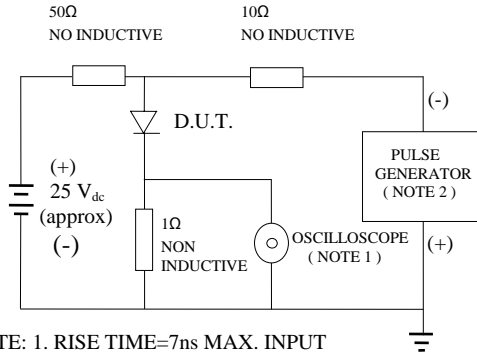 50Ω
NO INDUCTIVE
10Ω
NO INDUCTIVE
(-)
D.U.T.
PULSE
GENERATOR
( NOTE 2 )
(+)
25 Vdc
(approx)
(-)
1Ω
NON
INDUCTIVE
OSCILLOSCOPE
( NOTE 1 )
(+)
TE: 1. RISE TIME=7ns MAX. INPUT